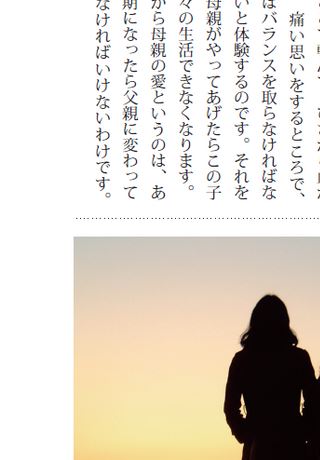 痛い思いをするところで、
はバランスを取らなければな
いと体験するのです。それを
母親がやってあげたらこの子
々の生活できなくなります。
から母親の愛というのは、あ
期になったら父親に変わって
なければいけないわけです。